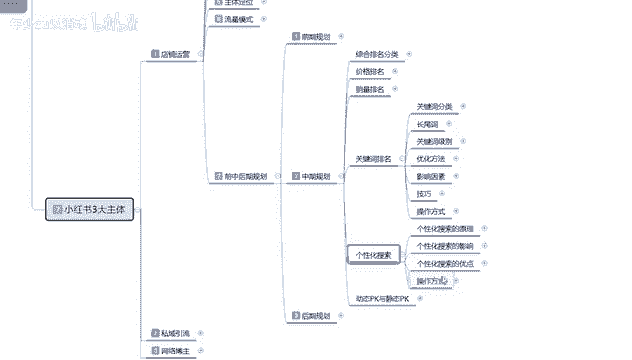 主体定位
流量模式
1 店铺运营
1 前期规划
综合排名分类
价格排名
销量排名
关键词分类
长尾词
关键词级别
关键词排名
优化方法
影响因素
前中后期规划
2 中期规划
技巧
操作方式
小红书3大主体
个性化搜索的原理
个性化搜索的影响
个性化搜索
个性化搜索的优点
操作方式
动态PK与静态PK
3 后期规划
2 私域引流
3 网络博主